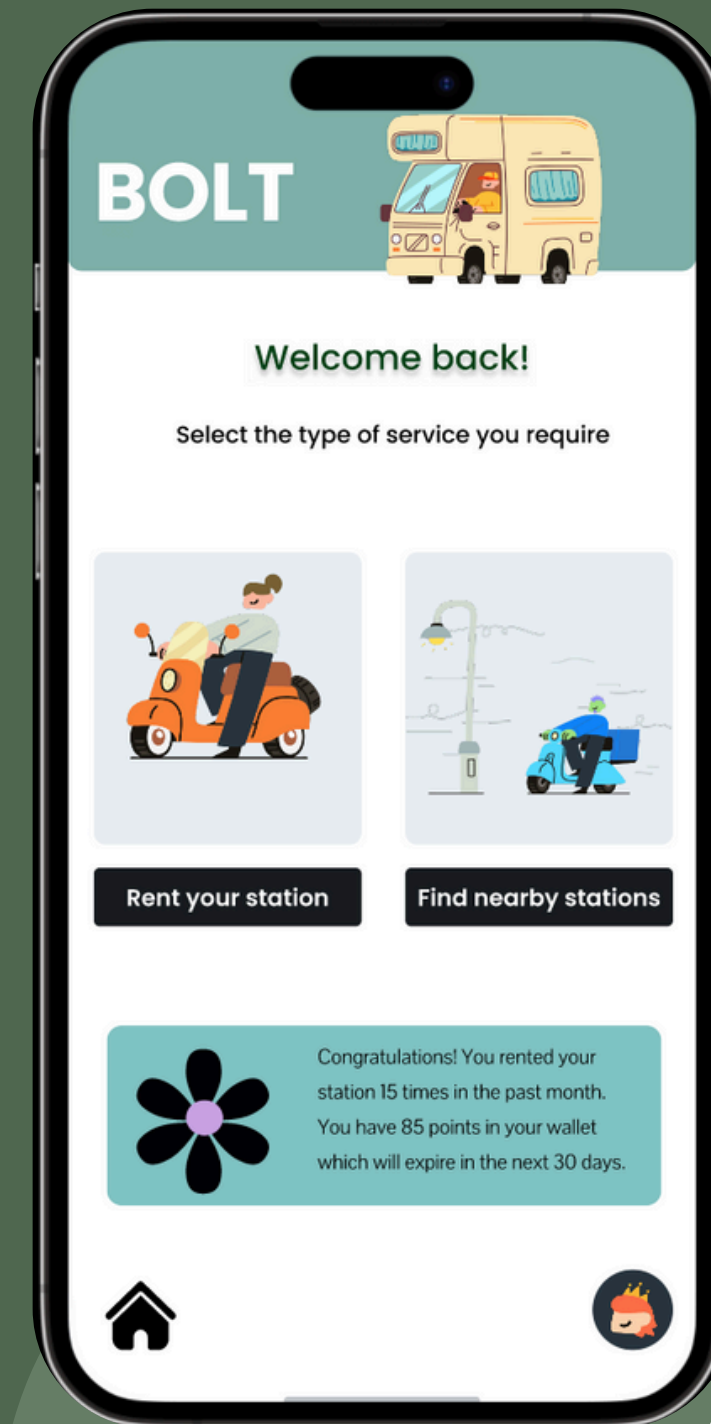 BOLT
Welcome back!
Select the type of service you require
Rent your station
Find nearby stations
Congratulations! You rented your
station 15 times in the past month.
You have 85 points in your wallet
which will expire in the next 30 days.